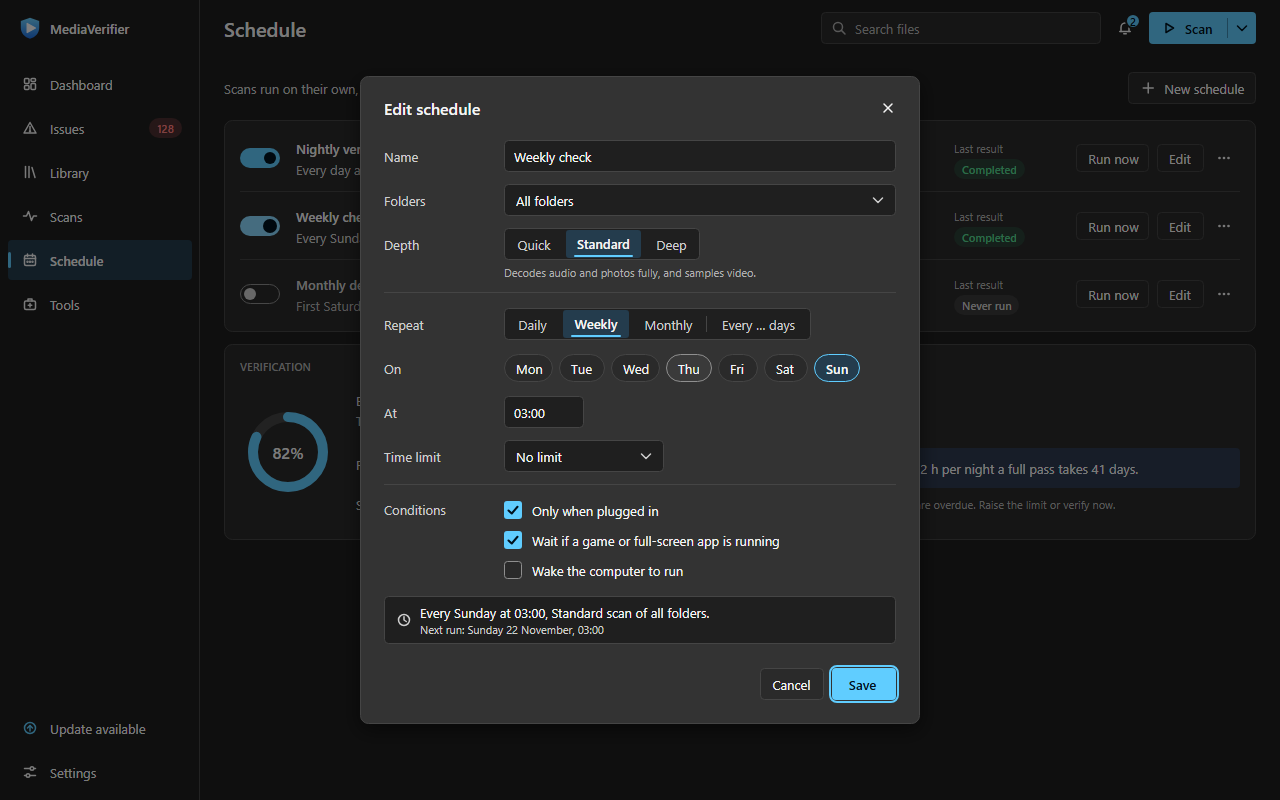 MediaVerifier
Schedule
Search files
2
Scan
Dashboard
Issues
128
Library
Scans
Schedule
Tools
Update available
Settings
Scans run on their own,
New schedule
Nightly
Every day
Last result
Completed
Run now
Edit
Weekly
Every
Last result
Completed
Run now
Edit
Monthly
First
Last result
Never run
Run now
Edit
VERIFICATION
82%
2 h per night a full pass takes 41 days.
overdue. Raise the limit or verify now.
Edit schedule
Name
Weekly check
Folders
All folders
Depth
Quick
Standard
Deep
Decodes audio and photos fully, and samples video.
Repeat
Daily
Weekly
Monthly
Every ... days
On
Mon
Tue
Wed
Thu
Fri
Sat
Sun
At
03:00
Time limit
No limit
Conditions
Only when plugged in
Wait if a game or full-screen app is running
Wake the computer to run
Every Sunday at 03:00, Standard scan of all folders.
Next run: Sunday 22 November, 03:00
Cancel
Save